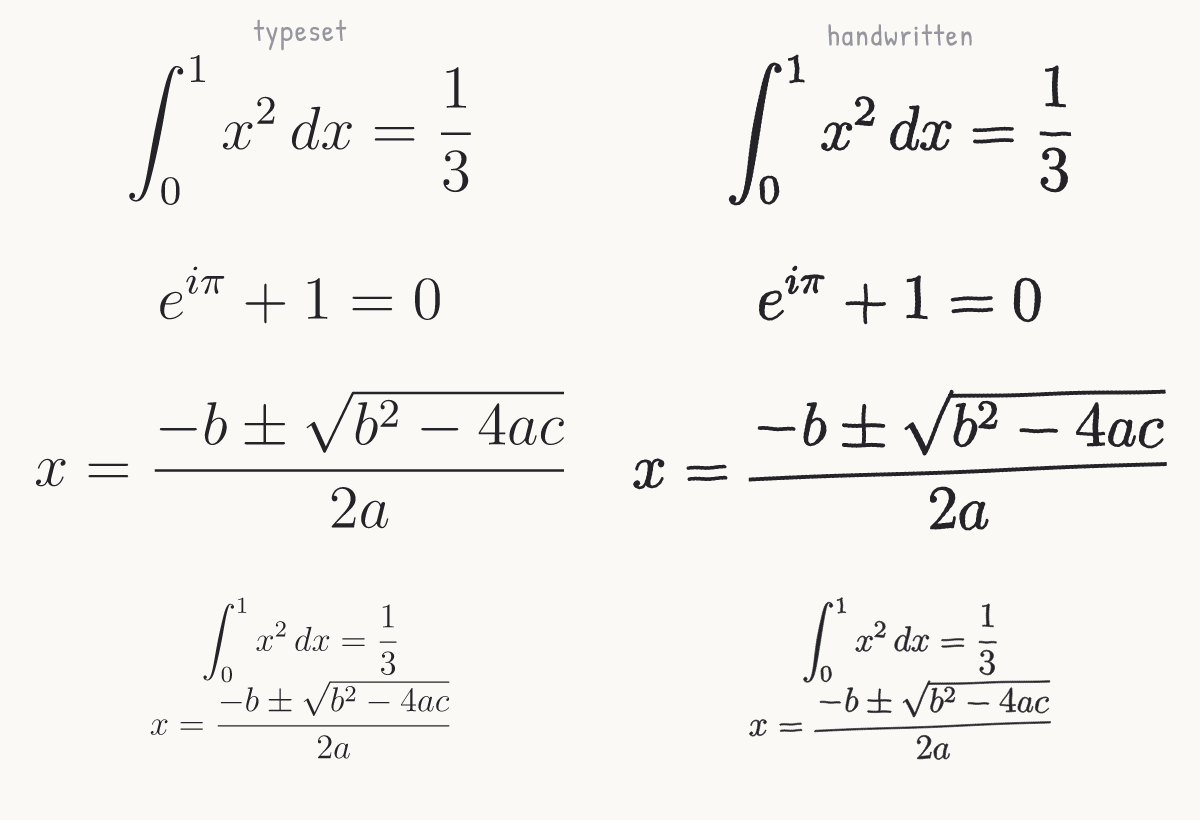 typeset
∫₀¹ x² dx = 1/3
e^{iπ} + 1 = 0
x = (−b ± √(b² − 4ac))/(2a)
∫₀¹ x² dx = 1/3
x = (−b ± √(b² − 4ac))/(2a)
handwritten
∫₀¹ x² dx = 1/3
e^{iπ} + 1 = 0
x = (−b ± √(b² − 4ac))/(2a)
∫₀¹ x² dx = 1/3
x = (−b ± √(b² − 4ac))/(2a)